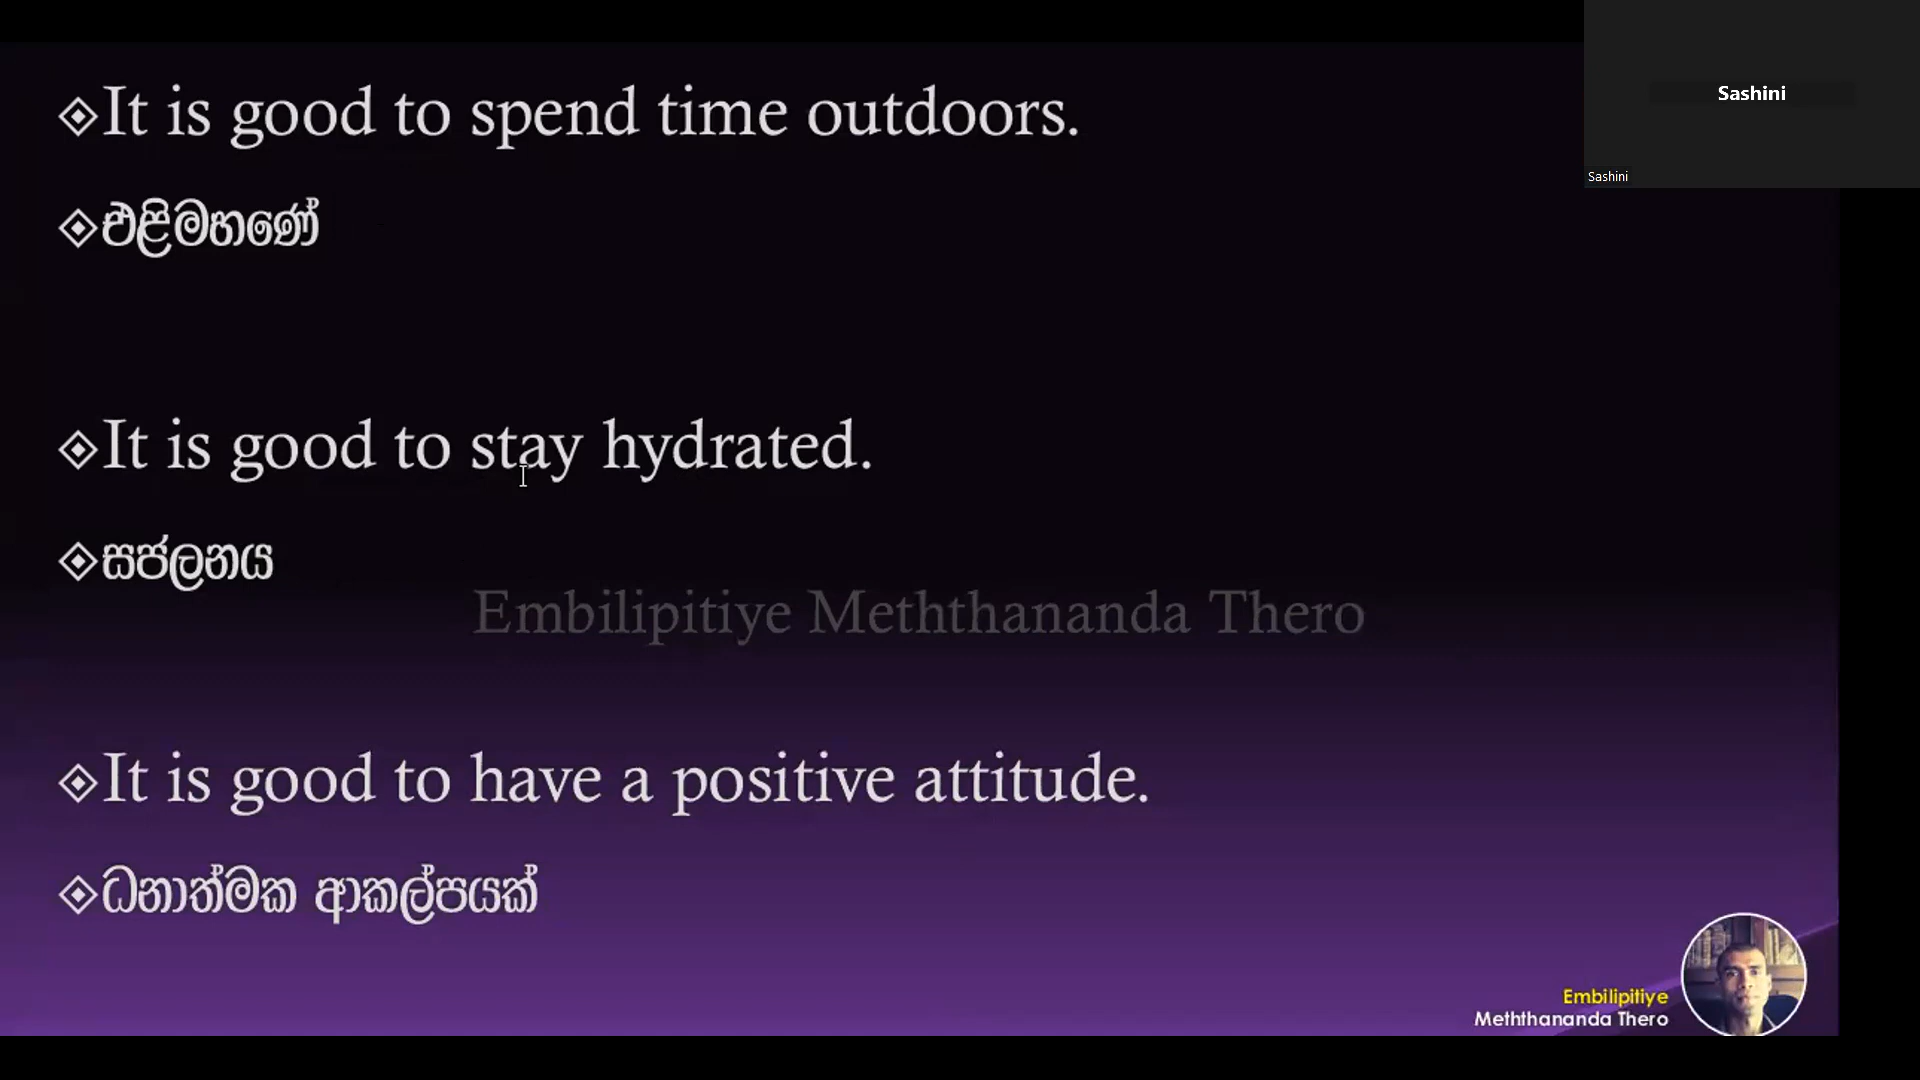 Sashini
Sashini
It is good to spend time outdoors.
එළිමහණේ
It is good to stay hydrated.
සජලනය
Embilipitiye Meththananda Thero
It is good to have a positive attitude.
ධනාත්මක ආකල්පයක්
Embilipitiye
Meththananda Thero